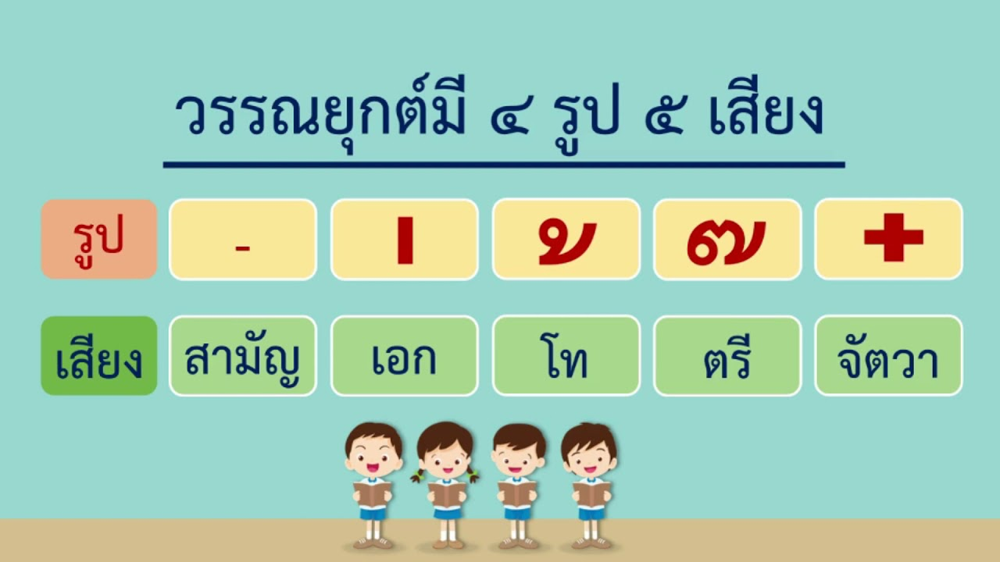 วรรณยุกต์มี ๔ รูป ๕ เสียง
รูป - ่ ้ ๊ ๋
เสียง สามัญ เอก โท ตรี จัตวา